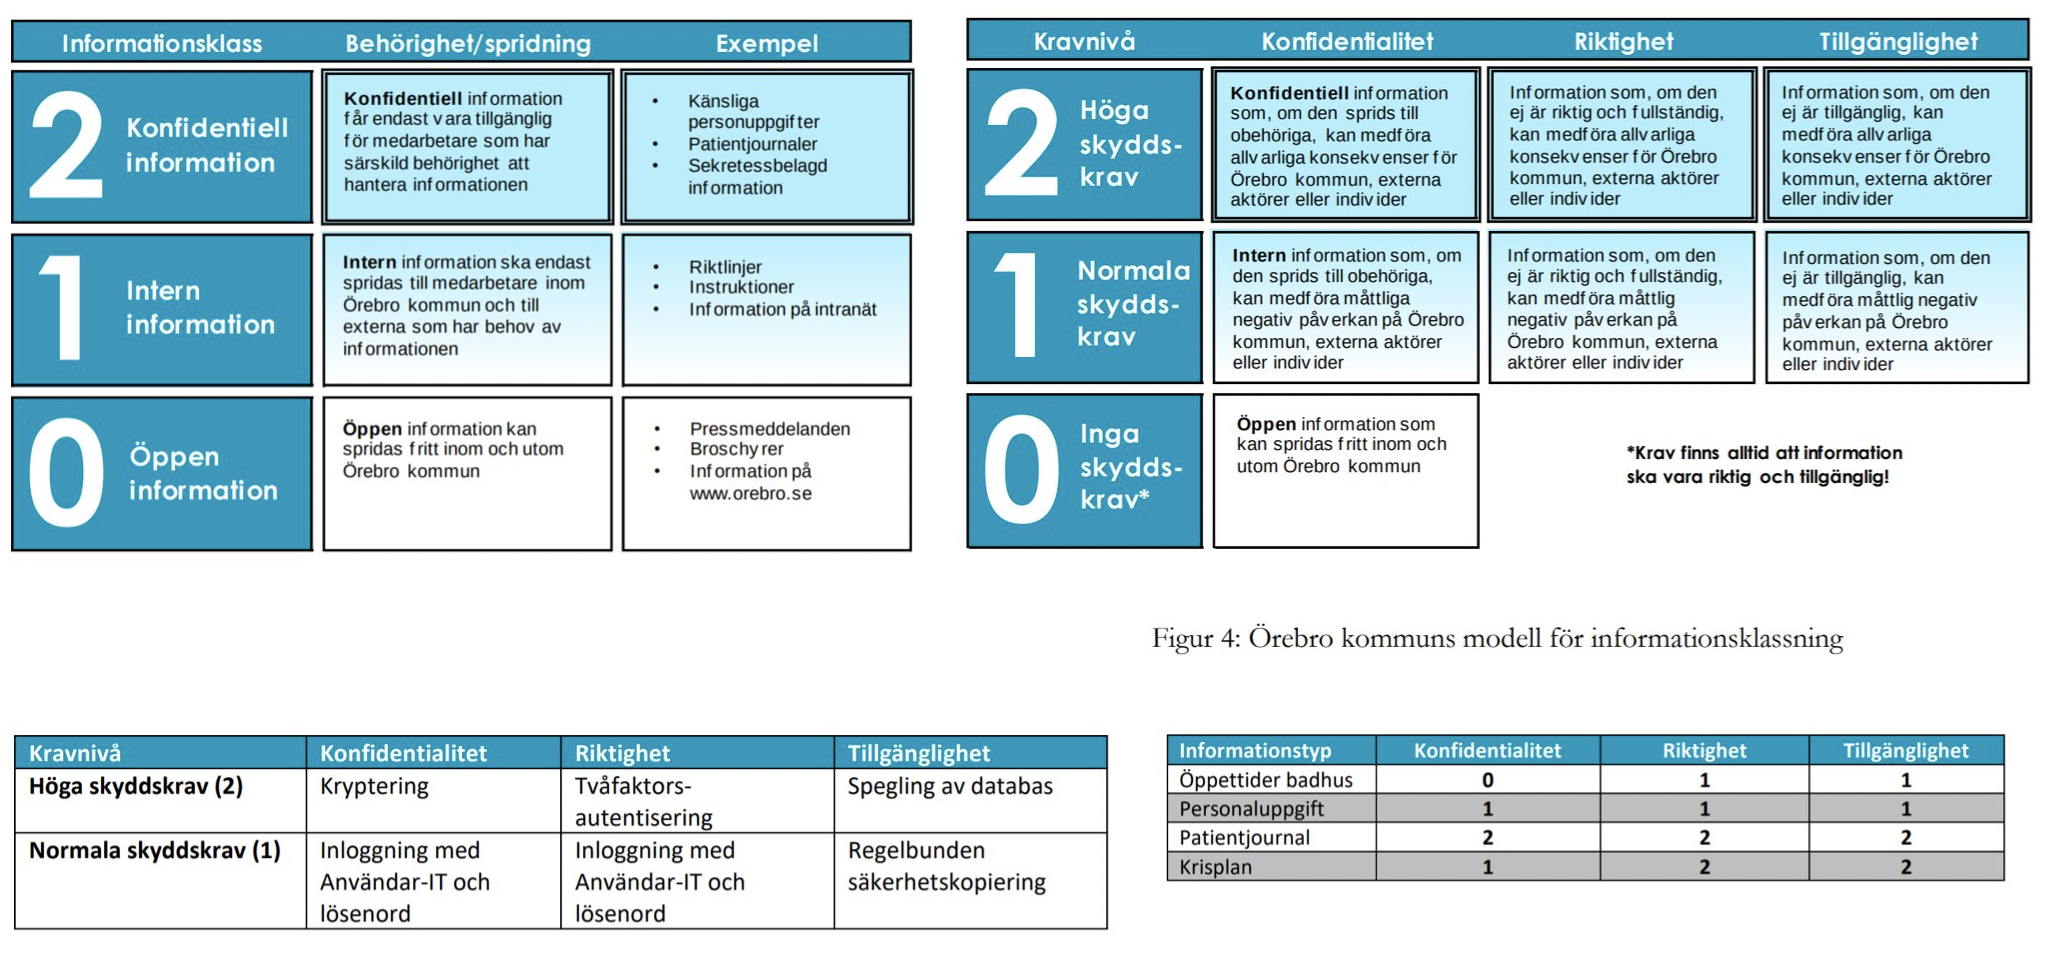 Informationsklass Behörighet/spridning Exempel
2 Konfidentiell
information
Konfidentiell information
får endast vara tillgänglig
för medarbetare som har
särskild behörighet att
hantera informationen
• Känsliga
personuppgifter
• Patientjournaler
• Sekretessbelagd
information
1 Intern
information
Intern information ska endast
spridas till medarbetare inom
Örebro kommun och till
externa som har behov av
informationen
• Riktlinjer
• Instruktioner
• Information på intranät
0 Öppen
information
Öppen information kan
spridas fritt inom och utom
Örebro kommun
• Pressmeddelanden
• Broschyrer
• Information på
www.orebro.se
Kravnivå Konfidentialitet Riktighet Tillgänglighet
2 Höga
skydds-
krav
Konfidentiell information
som, om den sprids till
obehöriga, kan medföra
allvarliga konsekvenser för
Örebro kommun, externa
aktörer eller individer
Information som, om den
ej är riktig och fullständig,
kan medföra allvarliga
konsekvenser för Örebro
kommun, externa aktörer
eller individer
Information som, om den
ej är tillgänglig, kan
medföra allvarliga
konsekvenser för Örebro
kommun, externa aktörer
eller individer
1 Normala
skydds-
krav
Intern information som, om
den sprids till obehöriga,
kan medföra måttliga
negativ påverkan på Örebro
kommun, externa aktörer
eller individer
Information som, om den
ej är riktig och fullständig,
kan medföra måttlig
negativ påverkan på
Örebro kommun, externa
aktörer eller individer
Information som, om den
ej är tillgänglig, kan
medföra måttlig negativ
påverkan på Örebro
kommun, externa aktörer
eller individer
0 Inga
skydds-
krav*
Öppen information som
kan spridas fritt inom och
utom Örebro kommun
*Krav finns alltid att information
ska vara riktig och tillgänglig!
Figur 4: Örebro kommuns modell för informationsklassning
Kravnivå Konfidentialitet Riktighet Tillgänglighet
Höga skyddskrav (2) Kryptering Tvåfaktors- Spegling av databas
autentisering
Normala skyddskrav (1) Inloggning med Inloggning med Regelbunden
Användar-IT och Användar-IT och säkerhetskopiering
lösenord lösenord
Informationstyp Konfidentialitet Riktighet Tillgänglighet
Öppettider badhus 0 1 1
Personaluppgift 1 1 1
Patientjournal 2 2 2
Krisplan 1 2 2